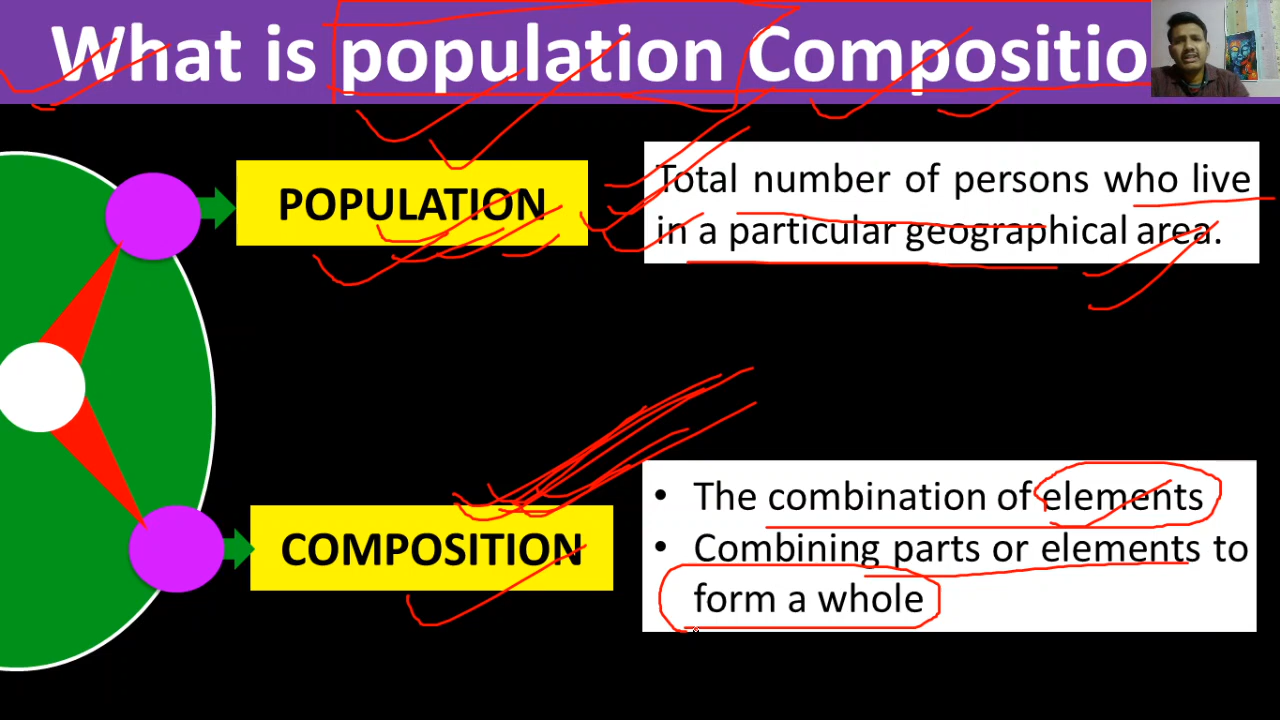 What is population Compositio
POPULATION
Total number of persons who live
in a particular geographical area.
COMPOSITION
• The combination of elements
• Combining parts or elements to
form a whole